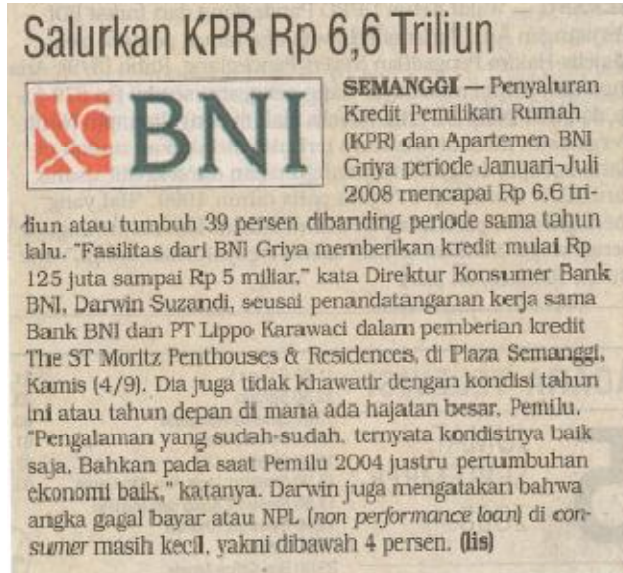 Salurkan KPR Rp 6,6 Triliun
BNI
SEMANGGI — Penyaluran
Kredit Pemilikan Rumah
(KPR) dan Apartemen BNI
Griya periode Januari-Juli
2008 mencapai Rp 6,6 tri-
liun atau tumbuh 39 persen dibanding periode sama tahun
lalu. "Fasilitas dari BNI Griya memberikan kredit mulai Rp
125 juta sampai Rp 5 miliar," kata Direktur Konsumer Bank
BNI, Darwin Suzandi, seusai penandatanganan kerja sama
Bank BNI dan PT Lippo Karawaci dalam pemberian kredit
The ST Moritz Penthouses & Residences, di Plaza Semanggi,
Kamis (4/9). Dia juga tidak khawatir dengan kondisi tahun
ini atau tahun depan di mana ada hajatan besar, Pemilu.
"Pengalaman yang sudah-sudah, ternyata kondisinya baik
saja. Bahkan pada saat Pemilu 2004 justru pertumbuhan
ekonomi baik," katanya. Darwin juga mengatakan bahwa
angka gagal bayar atau NPL (non performance loan) di con-
sumer masih kecil, yakni dibawah 4 persen. (lis)